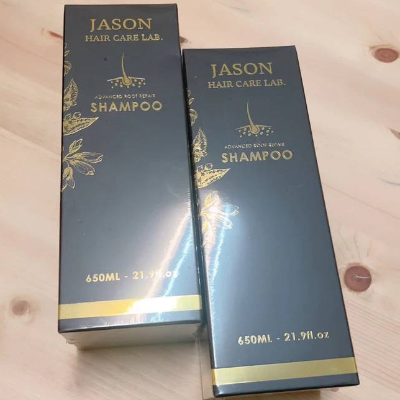 JASON
HAIR CARE LAB.
ADVANCED ROOT REPAIR
SHAMPOO
650ML - 21.9fl.oz
JASON
HAIR CARE LAB.
ADVANCED ROOT REPAIR
SHAMPOO
650ML - 21.9fl.oz